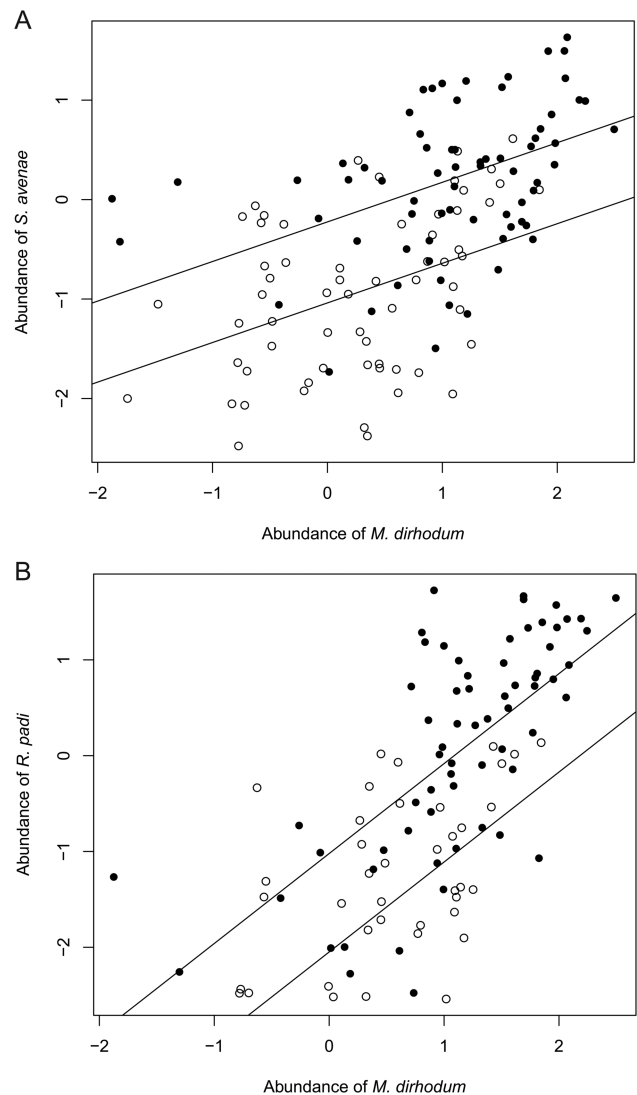 A
Abundance of S. avenae
1
0
−1
−2
−2 −1 0 1 2
Abundance of M. dirhodum
B
Abundance of R. padi
1
0
−1
−2
−2 −1 0 1 2
Abundance of M. dirhodum